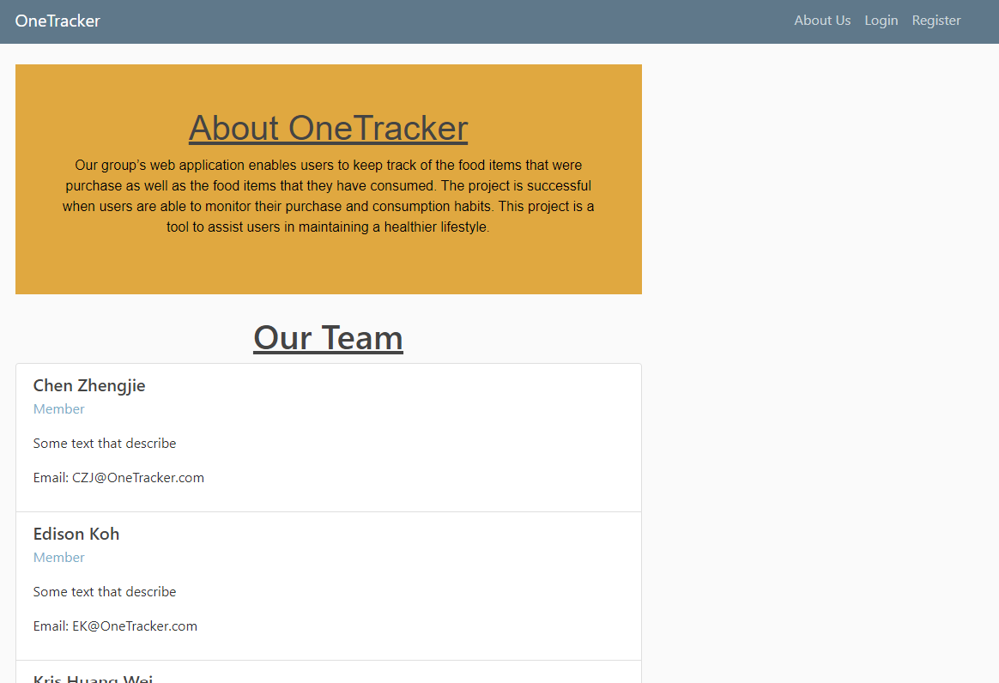 OneTracker
About Us Login Register
About OneTracker
Our group’s web application enables users to keep track of the food items that were
purchase as well as the food items that they have consumed. The project is successful
when users are able to monitor their purchase and consumption habits. This project is a
tool to assist users in maintaining a healthier lifestyle.
Our Team
Chen Zhengjie
Member
Some text that describe
Email: CZJ@OneTracker.com
Edison Koh
Member
Some text that describe
Email: EK@OneTracker.com
Kris Huang Wei